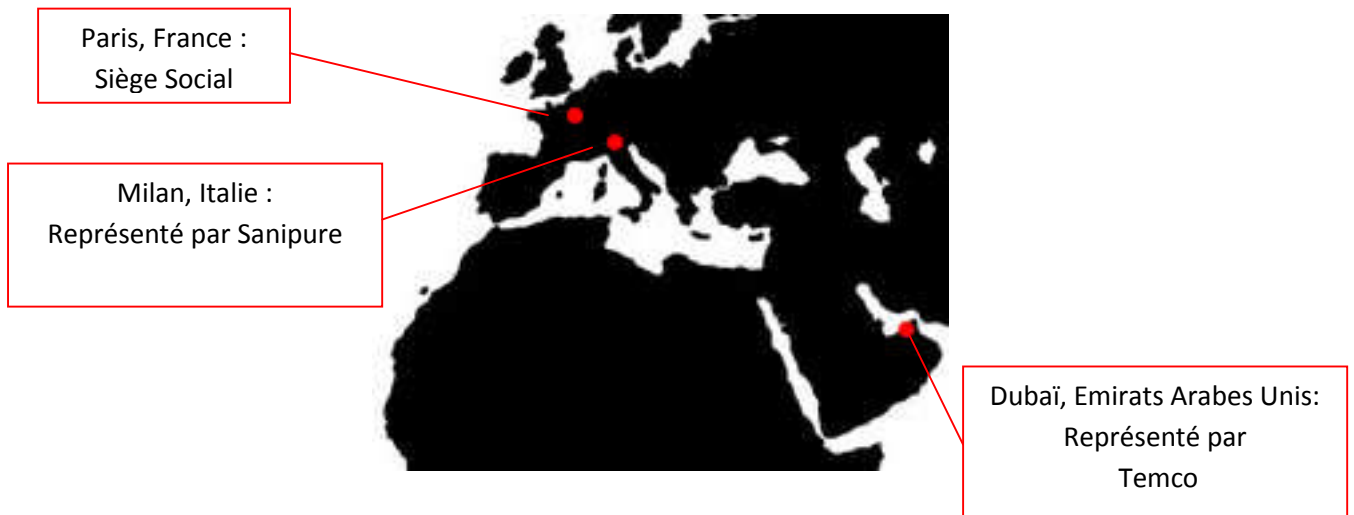 Paris, France :
Siège Social
Milan, Italie :
Représenté par Sanipure
Dubaï, Emirats Arabes Unis:
Représenté par
Temco